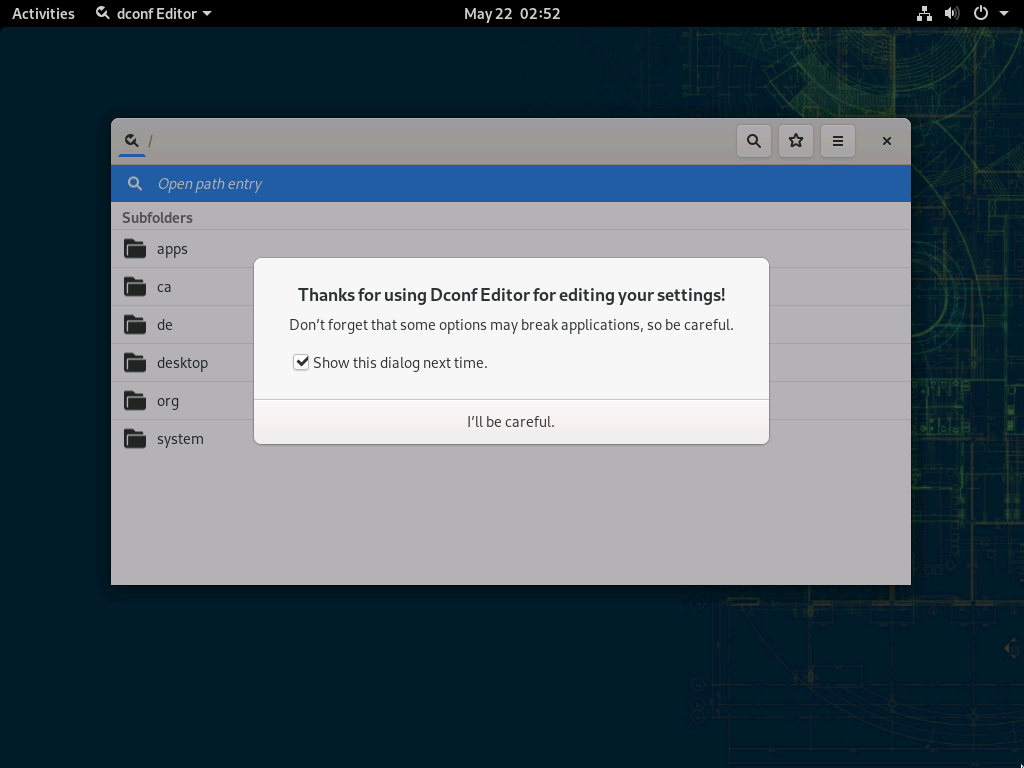 Activities dconf Editor May 22 02:52
/
Open path entry
Subfolders
apps
ca
de
desktop
org
system
Thanks for using Dconf Editor for editing your settings!
Don’t forget that some options may break applications, so be careful.
Show this dialog next time.
I’ll be careful.